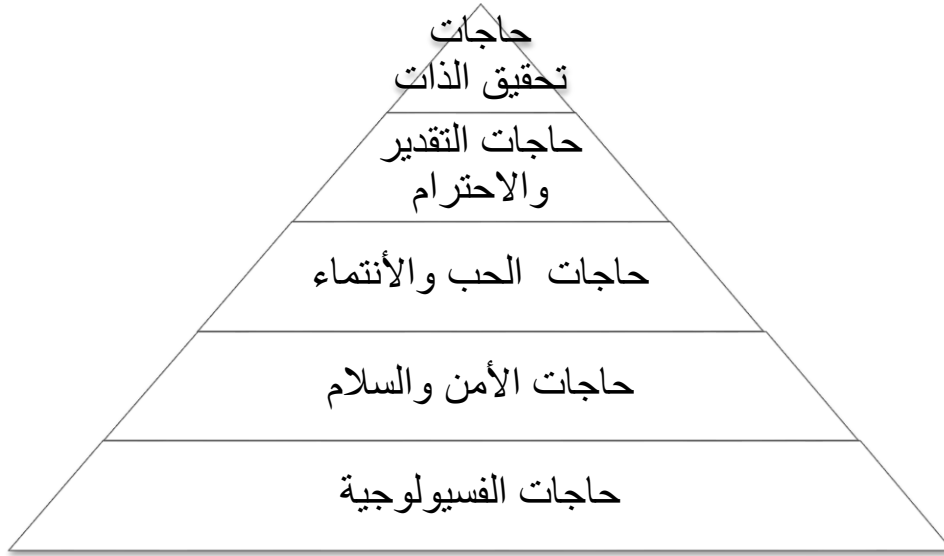 حاجات
تحقيق الذات
حاجات التقدير
والاحترام
حاجات الحب والأنتماء
حاجات الأمن والسلام
حاجات الفسيولوجية